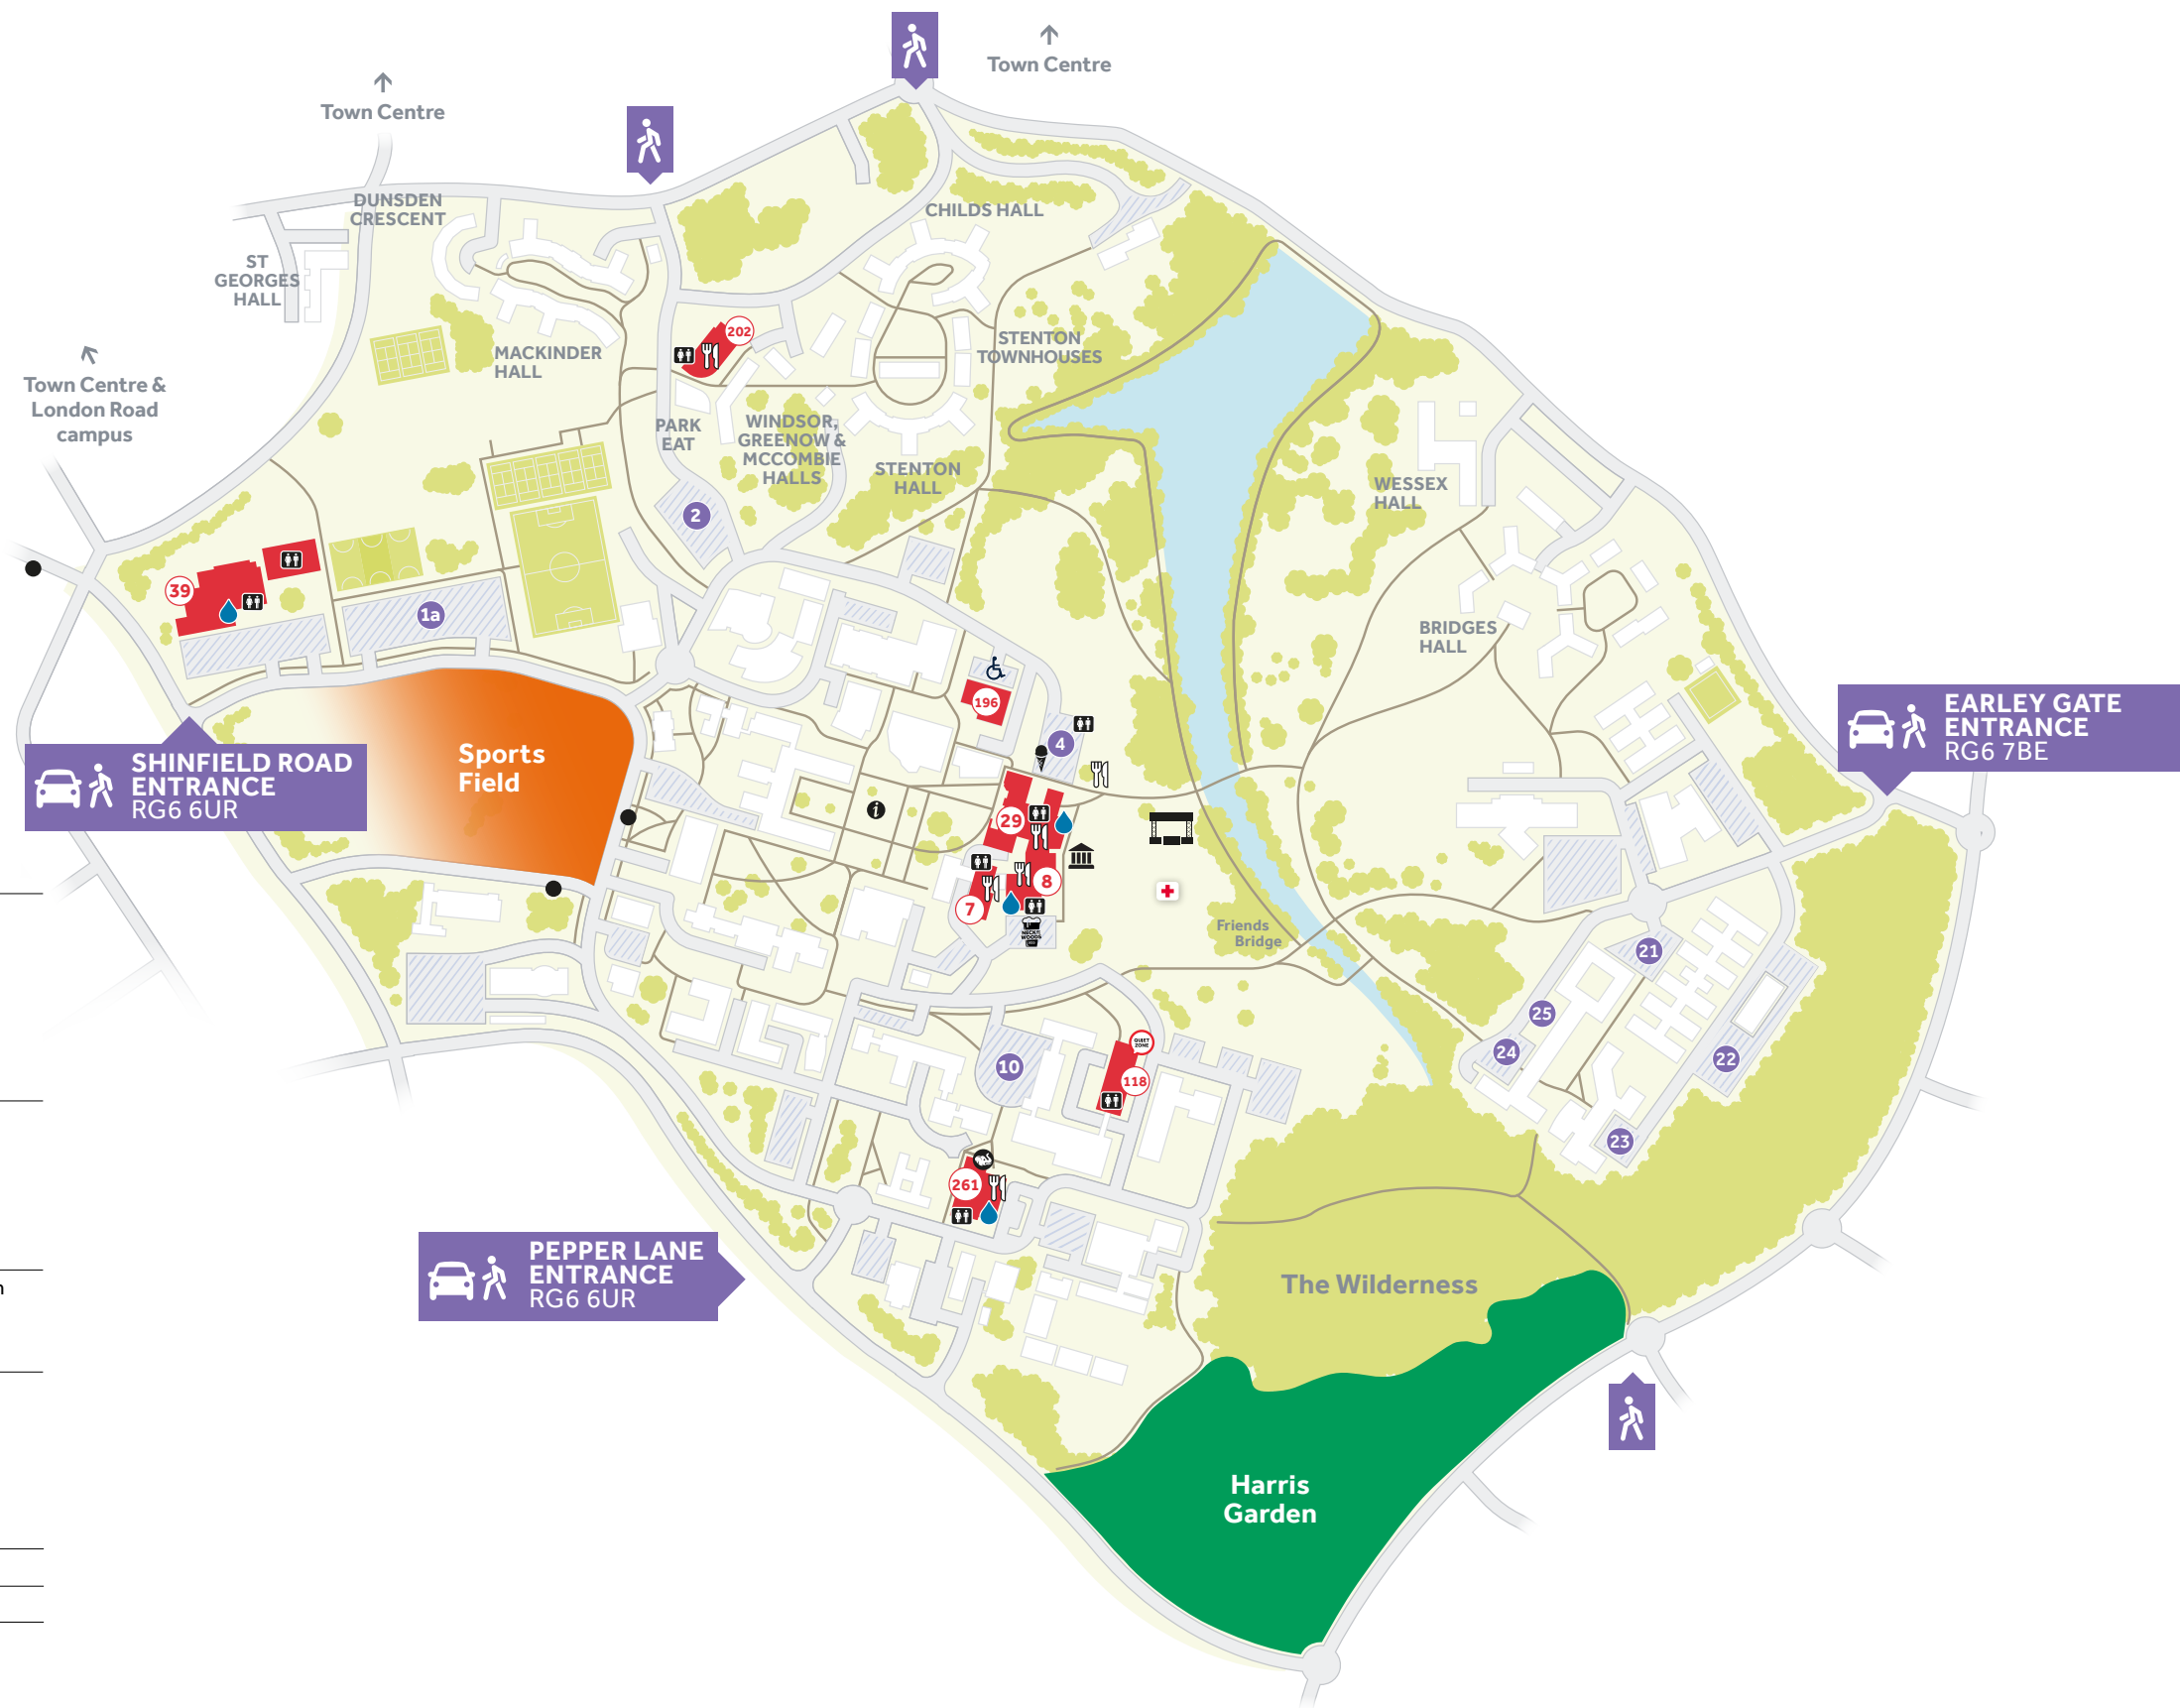 Town Centre
Town Centre
DUNSDEN
CRESCENT
CHILDS HALL
ST
GEORGES
HALL
202
STENTON
TOWNHOUSES
MACKINDER
HALL
Town Centre &
London Road
campus
PARK
EAT
WINDSOR,
GREENOW &
MCCOMBIE
HALLS
STENTON
HALL
WESSEX
HALL
2
39
1a
BRIDGES
HALL
196
4
EARLEY GATE
ENTRANCE
RG6 7BE
SHINFIELD ROAD
ENTRANCE
RG6 6UR
Sports
Field
i
29
8
7
Friends
Bridge
21
25
24
22
23
10
QUIET
ZONE
118
261
PEPPER LANE
ENTRANCE
RG6 6UR
n
The Wilderness
Harris
Garden